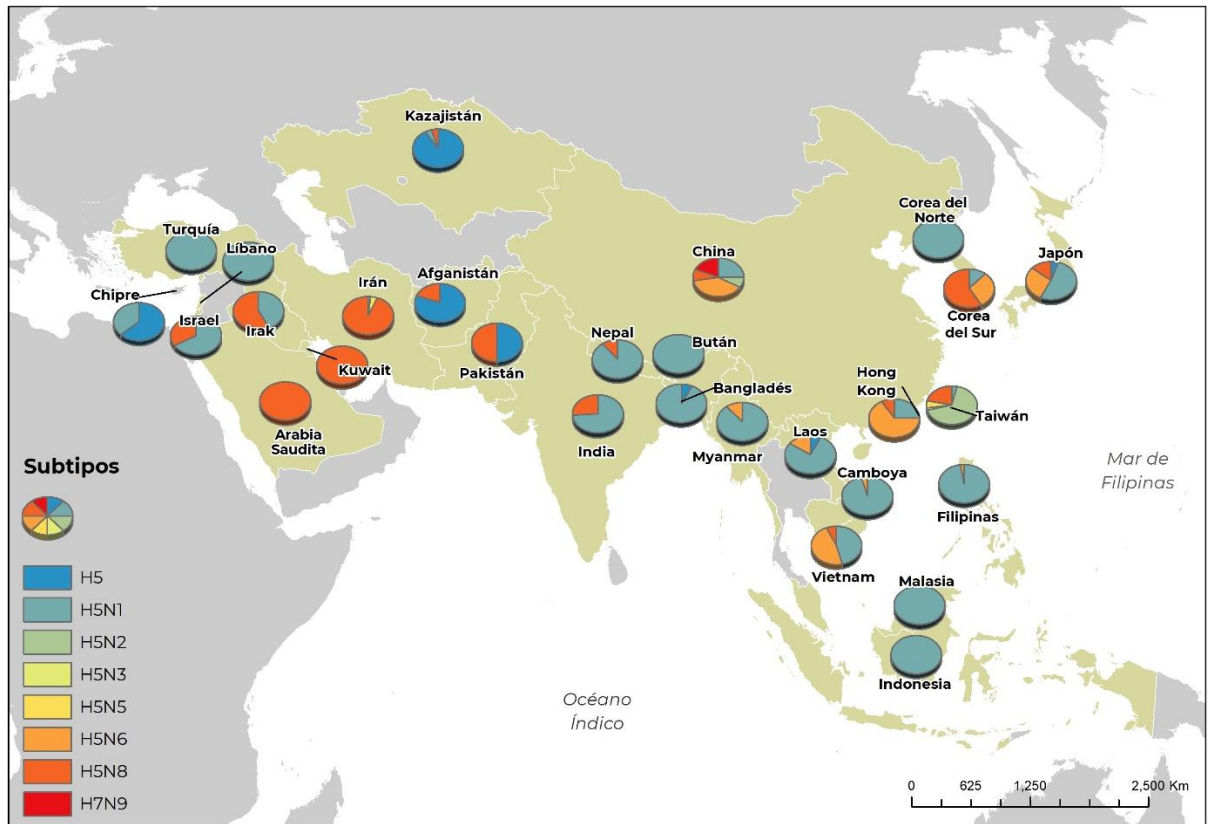 Kazajistán
Turquía
Líbano
Chipre
Israel
Irak
Irán
Afganistán
Kuwait
Pakistán
Arabia
Saudita
China
Corea del
Norte
Japón
Corea
del Sur
Nepal
Bután
Bangladés
India
Myanmar
Laos
Hong
Kong
Taiwán
Camboya
Filipinas
Vietnam
Malasia
Indonesia
Mar de
Filipinas
Océano
Índico
Subtipos
H5
H5N1
H5N2
H5N3
H5N5
H5N6
H5N8
H7N9
0 625 1,250 2,500 Km